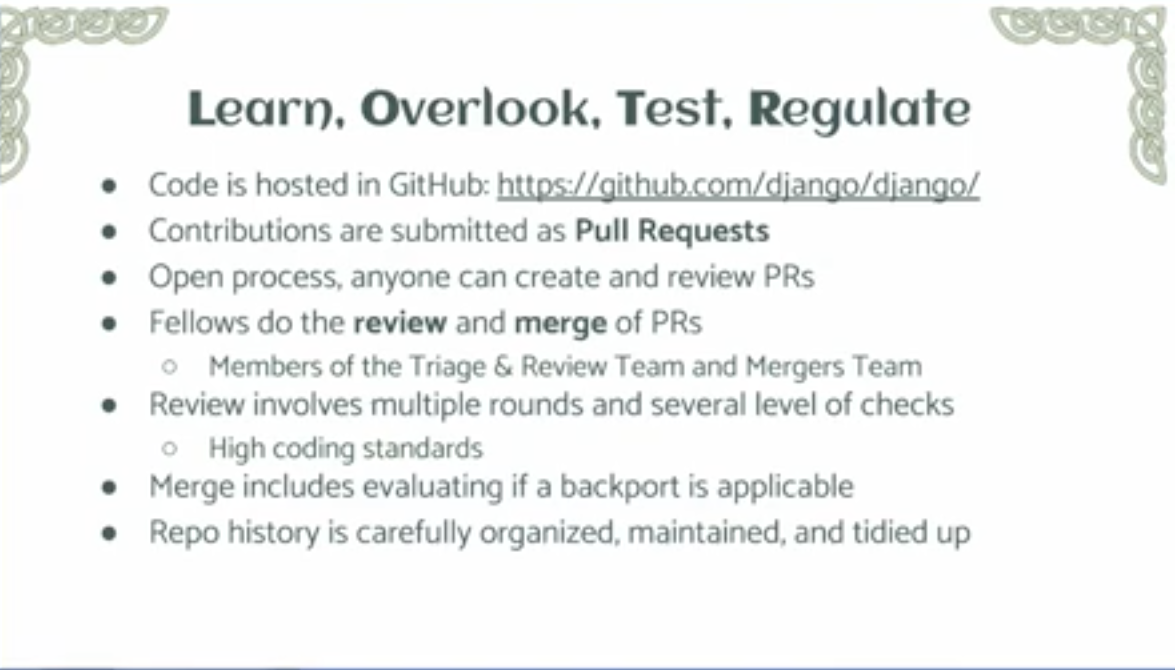 Learn, Overlook, Test, Regulate
● Code is hosted in GitHub: https://github.com/django/django/
● Contributions are submitted as Pull Requests
● Open process, anyone can create and review PRs
● Fellows do the review and merge of PRs
○ Members of the Triage & Review Team and Mergers Team
● Review involves multiple rounds and several level of checks
○ High coding standards
● Merge includes evaluating if a backport is applicable
● Repo history is carefully organized, maintained, and tidied up